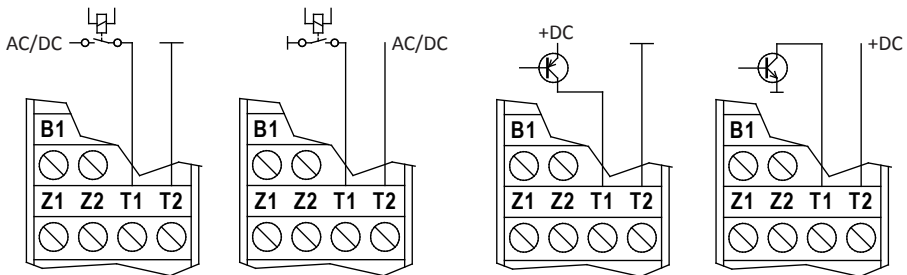 AC/DC
B1
Z1 Z2 T1 T2
AC/DC
B1
Z1 Z2 T1 T2
+DC
B1
Z1 Z2 T1 T2
+DC
B1
Z1 Z2 T1 T2